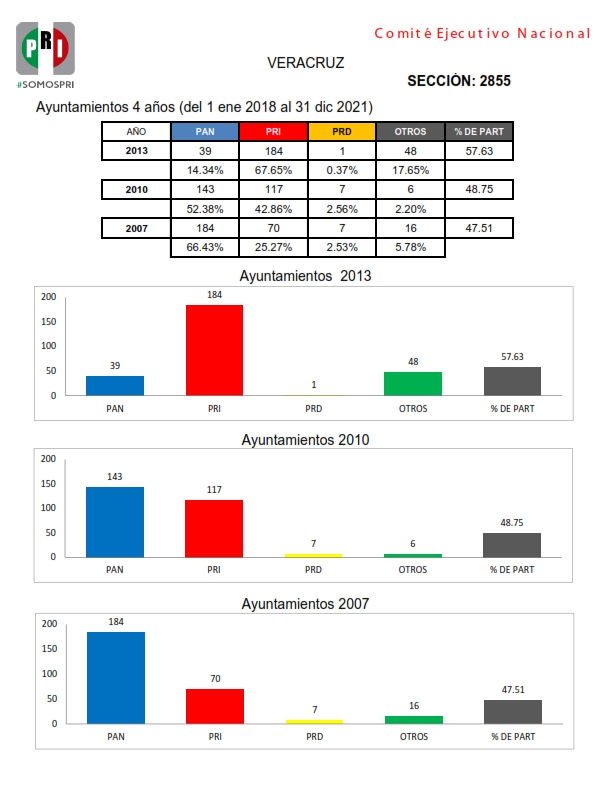 Comité Ejecutivo Nacional
PRI
#SOMOSPRI
VERACRUZ
SECCIÓN: 2855
Ayuntamientos 4 años (del 1 ene 2018 al 31 dic 2021)
AÑO PAN PRI PRD OTROS % DE PART
2013 39 184 1 48 57.63
14.34% 67.65% 0.37% 17.65%
2010 143 117 7 6 48.75
52.38% 42.86% 2.56% 2.20%
2007 184 70 7 16 47.51
66.43% 25.27% 2.53% 5.78%
Ayuntamientos 2013
200
150
100
50
0
39 184 1 48 57.63
PAN PRI PRD OTROS % DE PART
Ayuntamientos 2010
200
150
100
50
0
143 117 7 6 48.75
PAN PRI PRD OTROS % DE PART
Ayuntamientos 2007
200
150
100
50
0
184 70 7 16 47.51
PAN PRI PRD OTROS % DE PART